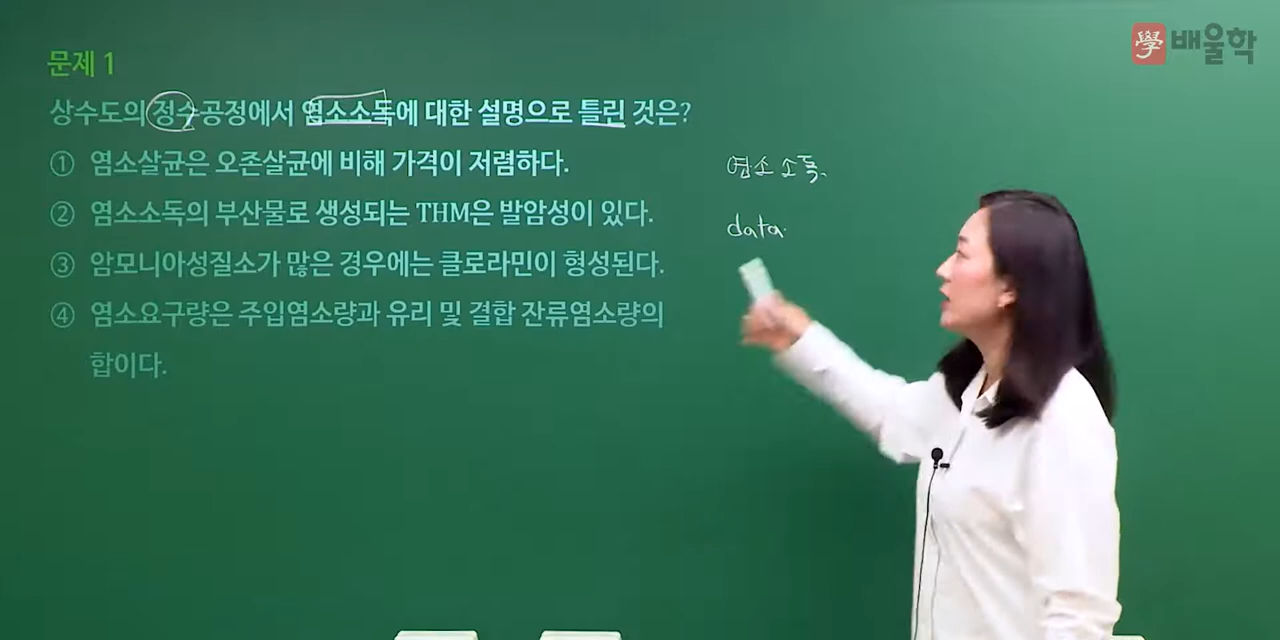 學 배울학
문제 1
상수도의 정수공정에서 염소소독에 대한 설명으로 틀린 것은?
① 염소살균은 오존살균에 비해 가격이 저렴하다.
② 염소소독의 부산물로 생성되는 THM은 발암성이 있다.
③ 암모니아성질소가 많은 경우에는 클로라민이 형성된다.
④ 염소요구량은 주입염소량과 유리 및 결합 잔류염소량의
합이다.
염소 소독.
data.